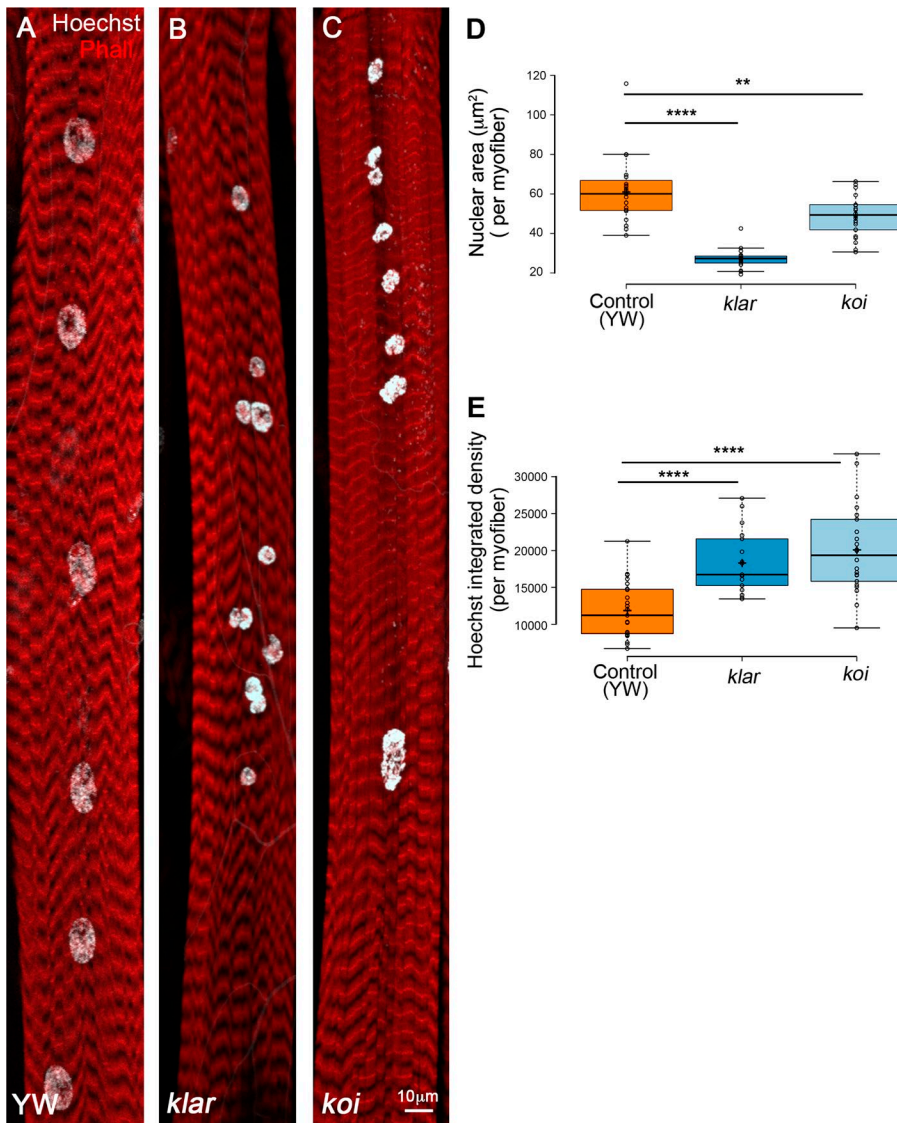 A Hoechst
Phall
B
C
YW
klar
koi
10μm
D
Nuclear area (μm²)
( per myofiber)
120
100
80
60
40
20
**
****
Control
(YW)
klar
koi
E
Hoechst integrated density
(per myofiber)
30000
25000
20000
15000
10000
****
****
Control
(YW)
klar
koi